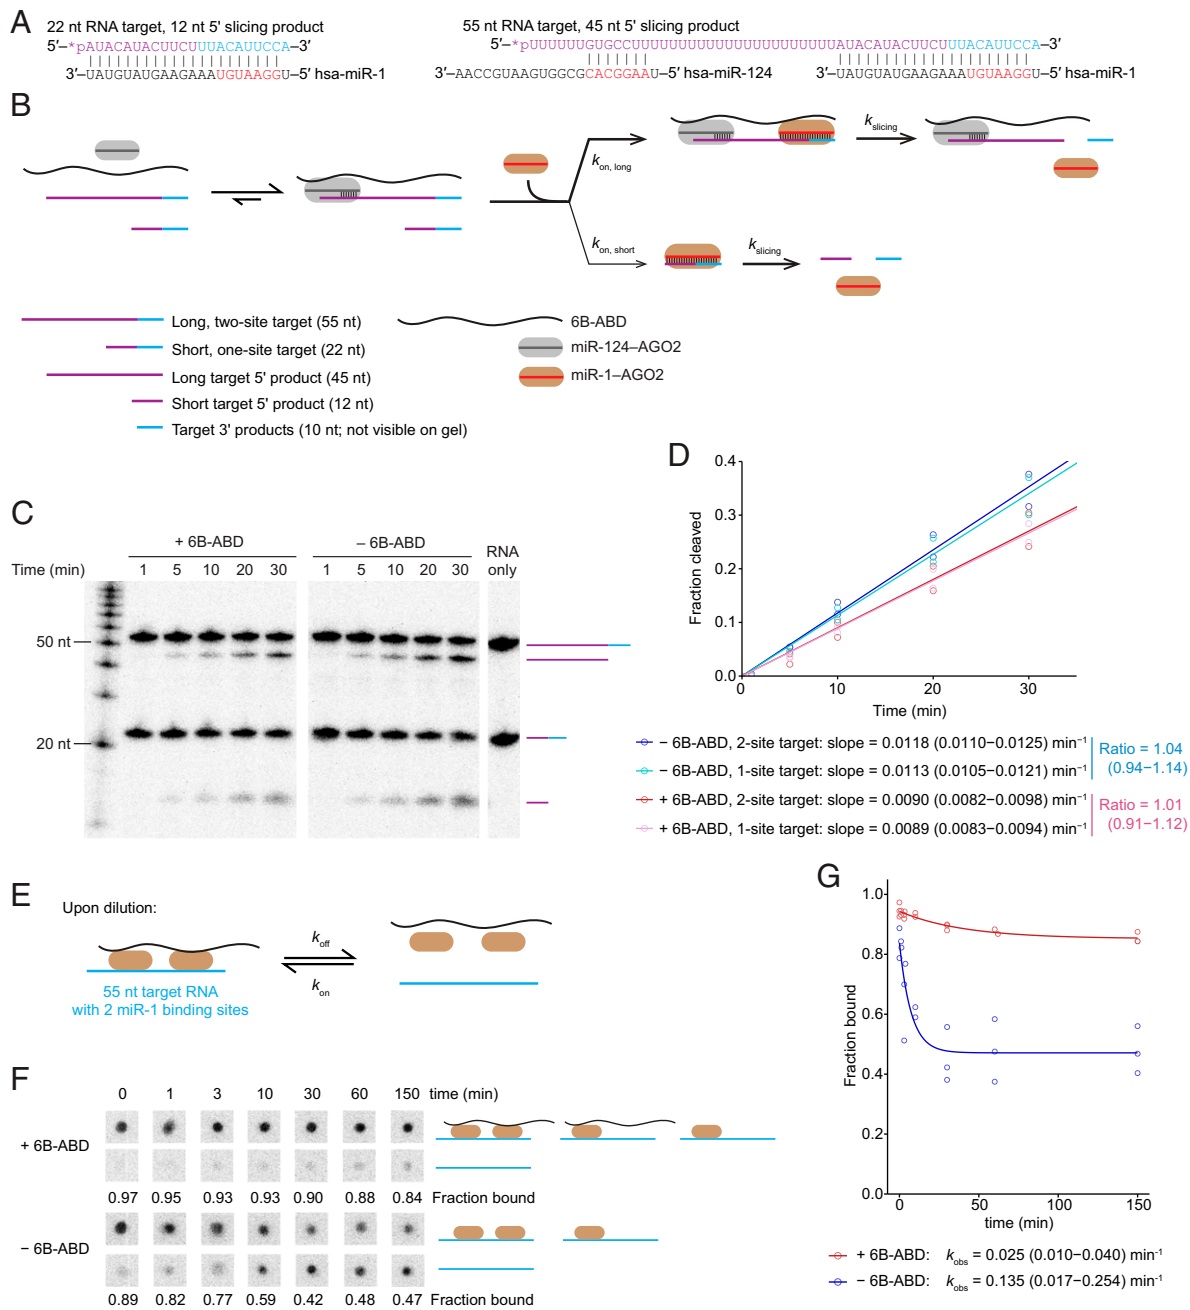 A
22 nt RNA target, 12 nt 5′ slicing product
5′–*pAUACAUACUUCUUUACAUUCCA–3′
3′–UAUGUAUGAAGAAAUGUAAGGU–5′ hsa-miR-1
55 nt RNA target, 45 nt 5′ slicing product
5′–*pUUUUUUGUGCCUUUUUUUUUUUUUUUUUUUUUAUACAUACUUCUUUACAUUCCA–3′
3′–AACCGUAAGUGGCGCACGGAAU–5′ hsa-miR-124
3′–UAUGUAUGAAGAAAUGUAAGGU–5′ hsa-miR-1
B
kon, long
kslicing
kon, short
kslicing
Long, two-site target (55 nt)
Short, one-site target (22 nt)
Long target 5′ product (45 nt)
Short target 5′ product (12 nt)
Target 3′ products (10 nt; not visible on gel)
6B-ABD
miR-124–AGO2
miR-1–AGO2
C
+ 6B-ABD
– 6B-ABD
RNA only
Time (min) 1 5 10 20 30 1 5 10 20 30
50 nt
20 nt
D
Fraction cleaved
0.4
0.3
0.2
0.1
0.0
0 10 20 30
Time (min)
– 6B-ABD, 2-site target: slope = 0.0118 (0.0110–0.0125) min⁻¹
– 6B-ABD, 1-site target: slope = 0.0113 (0.0105–0.0121) min⁻¹
Ratio = 1.04
(0.94–1.14)
+ 6B-ABD, 2-site target: slope = 0.0090 (0.0082–0.0098) min⁻¹
+ 6B-ABD, 1-site target: slope = 0.0089 (0.0083–0.0094) min⁻¹
Ratio = 1.01
(0.91–1.12)
E
Upon dilution:
koff
kon
55 nt target RNA
with 2 miR-1 binding sites
F
0 1 3 10 30 60 150 time (min)
+ 6B-ABD
0.97 0.95 0.93 0.93 0.90 0.88 0.84 Fraction bound
– 6B-ABD
0.89 0.82 0.77 0.59 0.42 0.48 0.47 Fraction bound
G
Fraction bound
1.0
0.8
0.6
0.4
0.2
0.0
0 50 100 150
time (min)
+ 6B-ABD: kobs = 0.025 (0.010–0.040) min⁻¹
– 6B-ABD: kobs = 0.135 (0.017–0.254) min⁻¹